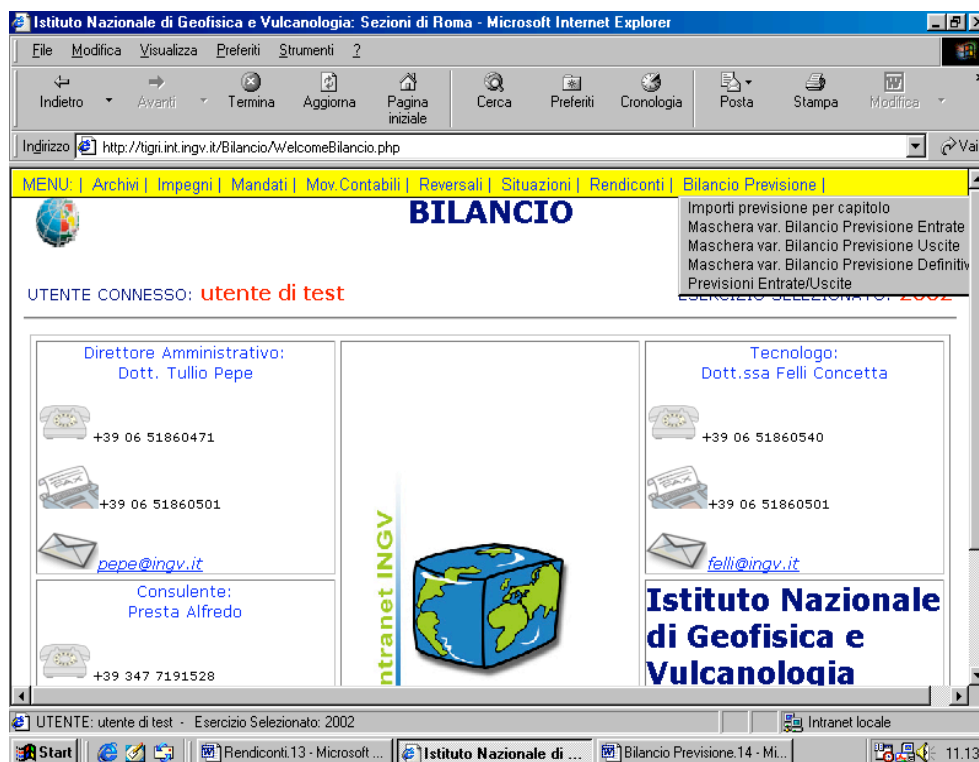 Istituto Nazionale di Geofisica e Vulcanologia: Sezioni di Roma - Microsoft Internet Explorer
File Modifica Visualizza Preferiti Strumenti ?
Indietro Avanti Termina Aggiorna Pagina iniziale Cerca Preferiti Cronologia Posta Stampa Modifica
Indirizzo http://tigri.int.ingv.it/Bilancio/WelcomeBilancio.php Vai
MENU: | Archivi | Impegni | Mandati | Mov.Contabili | Reversali | Situazioni | Rendiconti | Bilancio Previsione |
BILANCIO
Importi previsione per capitolo
Maschera var. Bilancio Previsione Entrate
Maschera var. Bilancio Previsione Uscite
Maschera var. Bilancio Previsione Definitiv
Previsioni Entrate/Uscite
UTENTE CONNESSO: utente di test
ESERCIZIO SELEZIONATO: 2002
Direttore Amministrativo:
Dott. Tullio Pepe
+39 06 51860471
FAX
+39 06 51860501
pepe@ingv.it
Tecnologo:
Dott.ssa Felli Concetta
+39 06 51860540
FAX
+39 06 51860501
felli@ingv.it
Consulente:
Presta Alfredo
+39 347 7191528
ntranet INGV
Istituto Nazionale
di Geofisica e
Vulcanologia
UTENTE: utente di test - Esercizio Selezionato: 2002 Intranet locale
Start Rendiconti.13 - Microsoft ... Istituto Nazionale di ... Bilancio Previsione.14 - Mi... 11.13